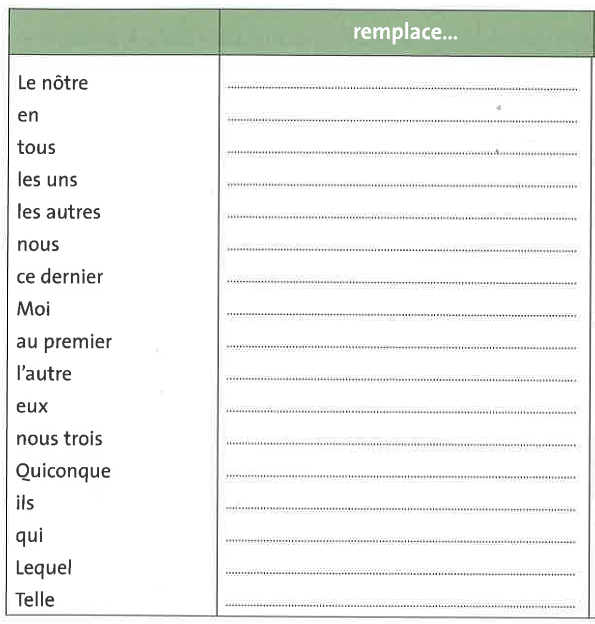 remplace...
Le nôtre
en
tous
les uns
les autres
nous
ce dernier
Moi
au premier
l'autre
eux
nous trois
Quiconque
ils
qui
Lequel
Telle